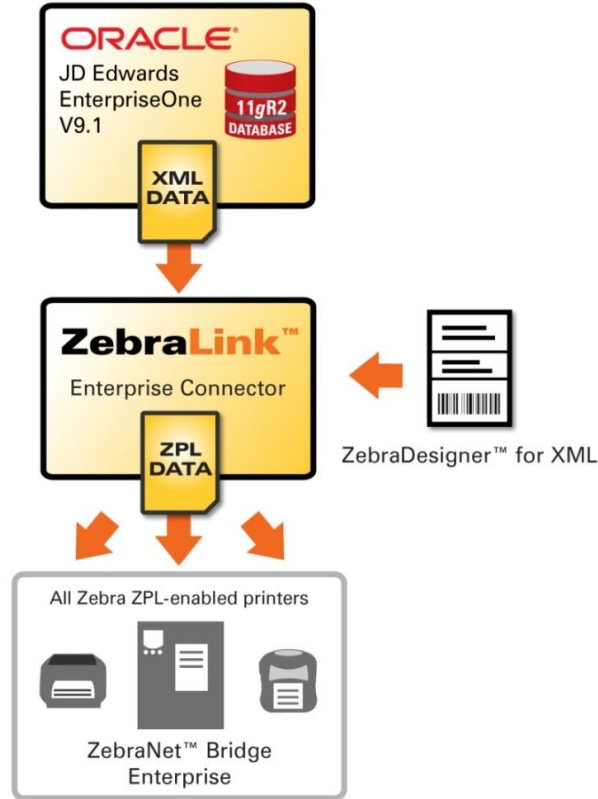 ORACLE®
JD Edwards
EnterpriseOne
V9.1
11gR2
DATABASE
XML
DATA
ZebraLink™
Enterprise Connector
ZPL
DATA
ZebraDesigner™ for XML
All Zebra ZPL-enabled printers
ZebraNet™ Bridge
Enterprise